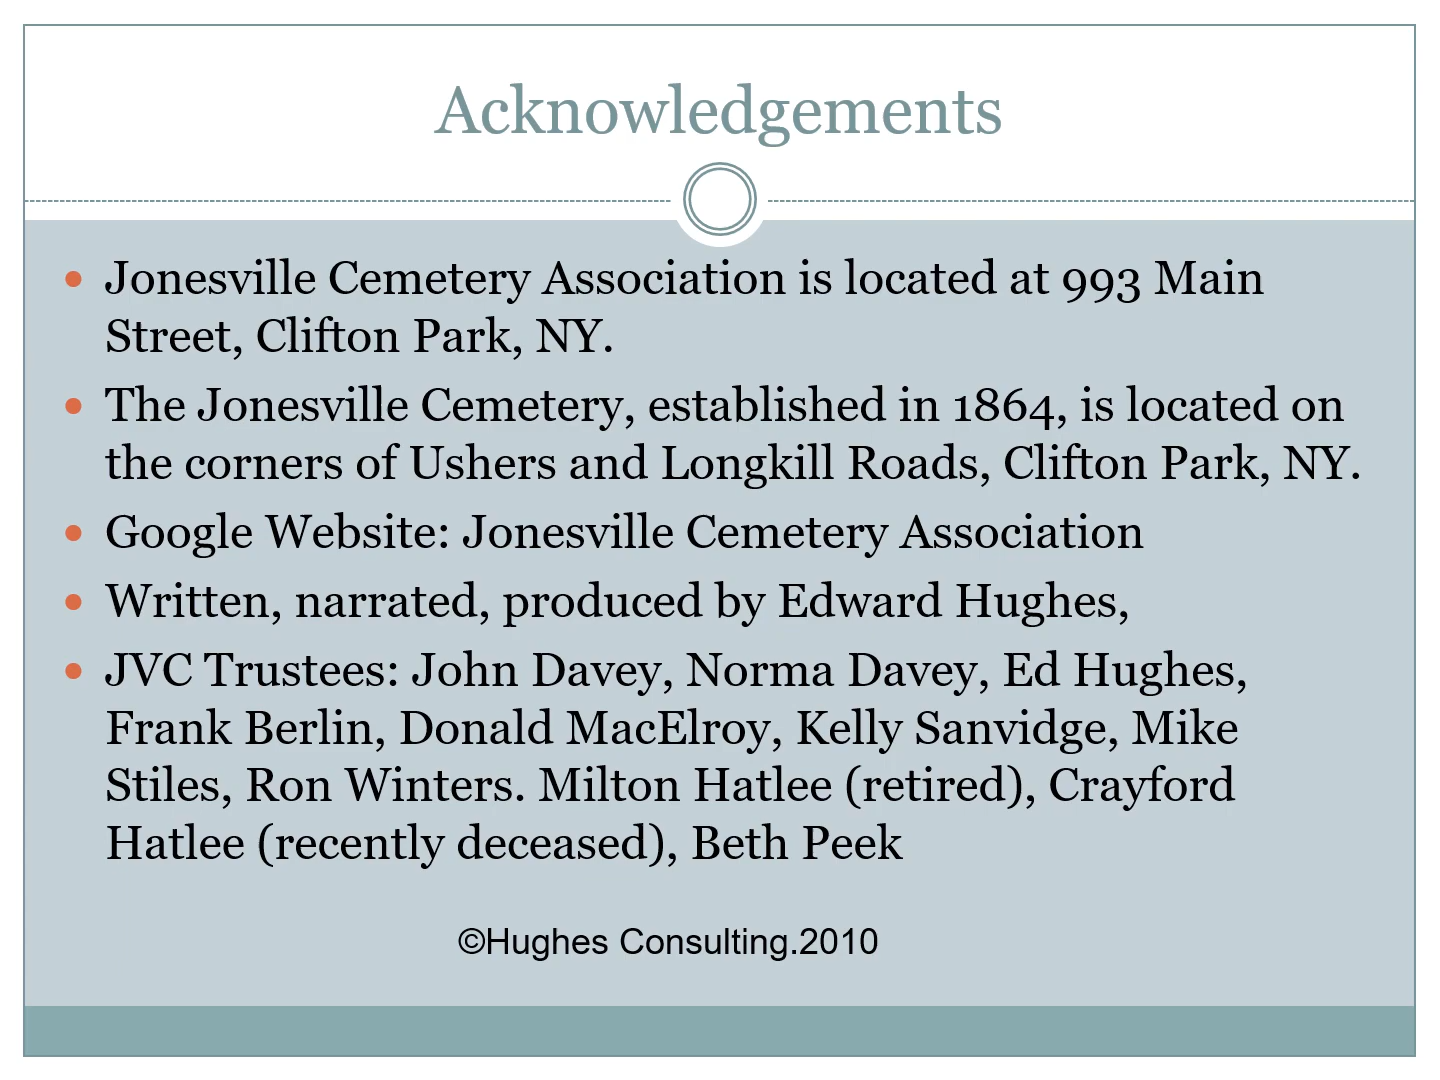 Acknowledgements
• Jonesville Cemetery Association is located at 993 Main
Street, Clifton Park, NY.
• The Jonesville Cemetery, established in 1864, is located on
the corners of Ushers and Longkill Roads, Clifton Park, NY.
• Google Website: Jonesville Cemetery Association
• Written, narrated, produced by Edward Hughes,
• JVC Trustees: John Davey, Norma Davey, Ed Hughes,
Frank Berlin, Donald MacElroy, Kelly Sanvidge, Mike
Stiles, Ron Winters. Milton Hatlee (retired), Crayford
Hatlee (recently deceased), Beth Peek
©Hughes Consulting.2010